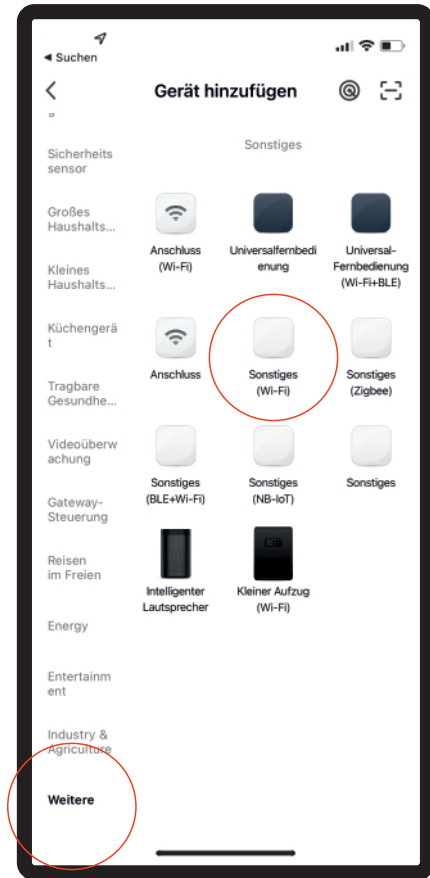 Suchen
Gerät hinzufügen
Sicherheits
sensor
Großes
Haushalts...
Kleines
Haushalts...
Küchengerä
t
Tragbare
Gesundhe...
Videoüberw
achung
Gateway-
Steuerung
Reisen
im Freien
Energy
Entertainm
ent
Industry &
Agriculture
Weitere
Sonstiges
Anschluss
(Wi-Fi)
Universalfernbedi
enung
Universal-
Fernbedienung
(Wi-Fi+BLE)
Anschluss
Sonstiges
(Wi-Fi)
Sonstiges
(Zigbee)
Sonstiges
(BLE+Wi-Fi)
Sonstiges
(NB-IoT)
Sonstiges
Intelligenter
Lautsprecher
Kleiner Aufzug
(Wi-Fi)